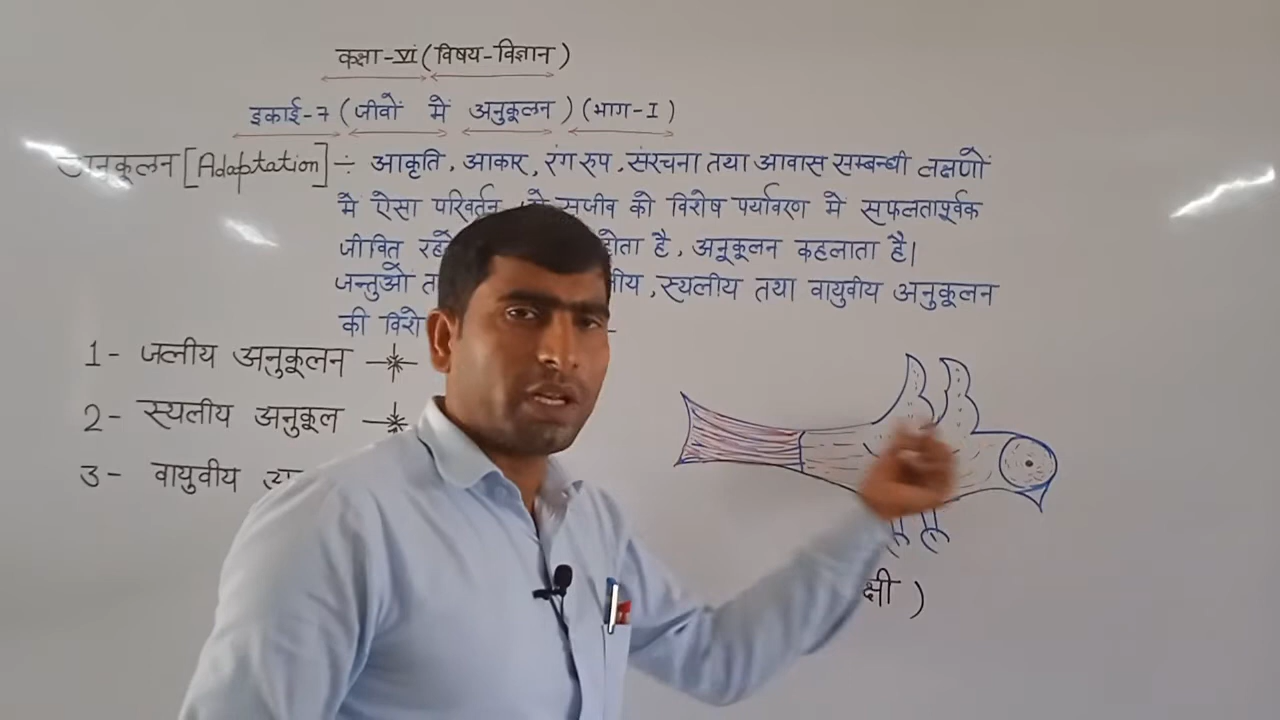 कक्षा-VI (विषय-विज्ञान)
इकाई-7 (जीवों में अनुकूलन) (भाग-I)
अनुकूलन [Adaptation] ÷ आकृति, आकार, रंग रुप, संरचना तथा आवास सम्बन्धी लक्षणों
में ऐसा परिवर्तन सजीव को विशेष पर्यावरण में सफलतापूर्वक
जीवित रहने होता है, अनूकूलन कहलाता है।
जन्तुओं स्थलीय तथा वायुवीय अनुकूलन
की
1- जलीय अनुकूलन
2- स्थलीय अनुकूल
3- वायुवीय